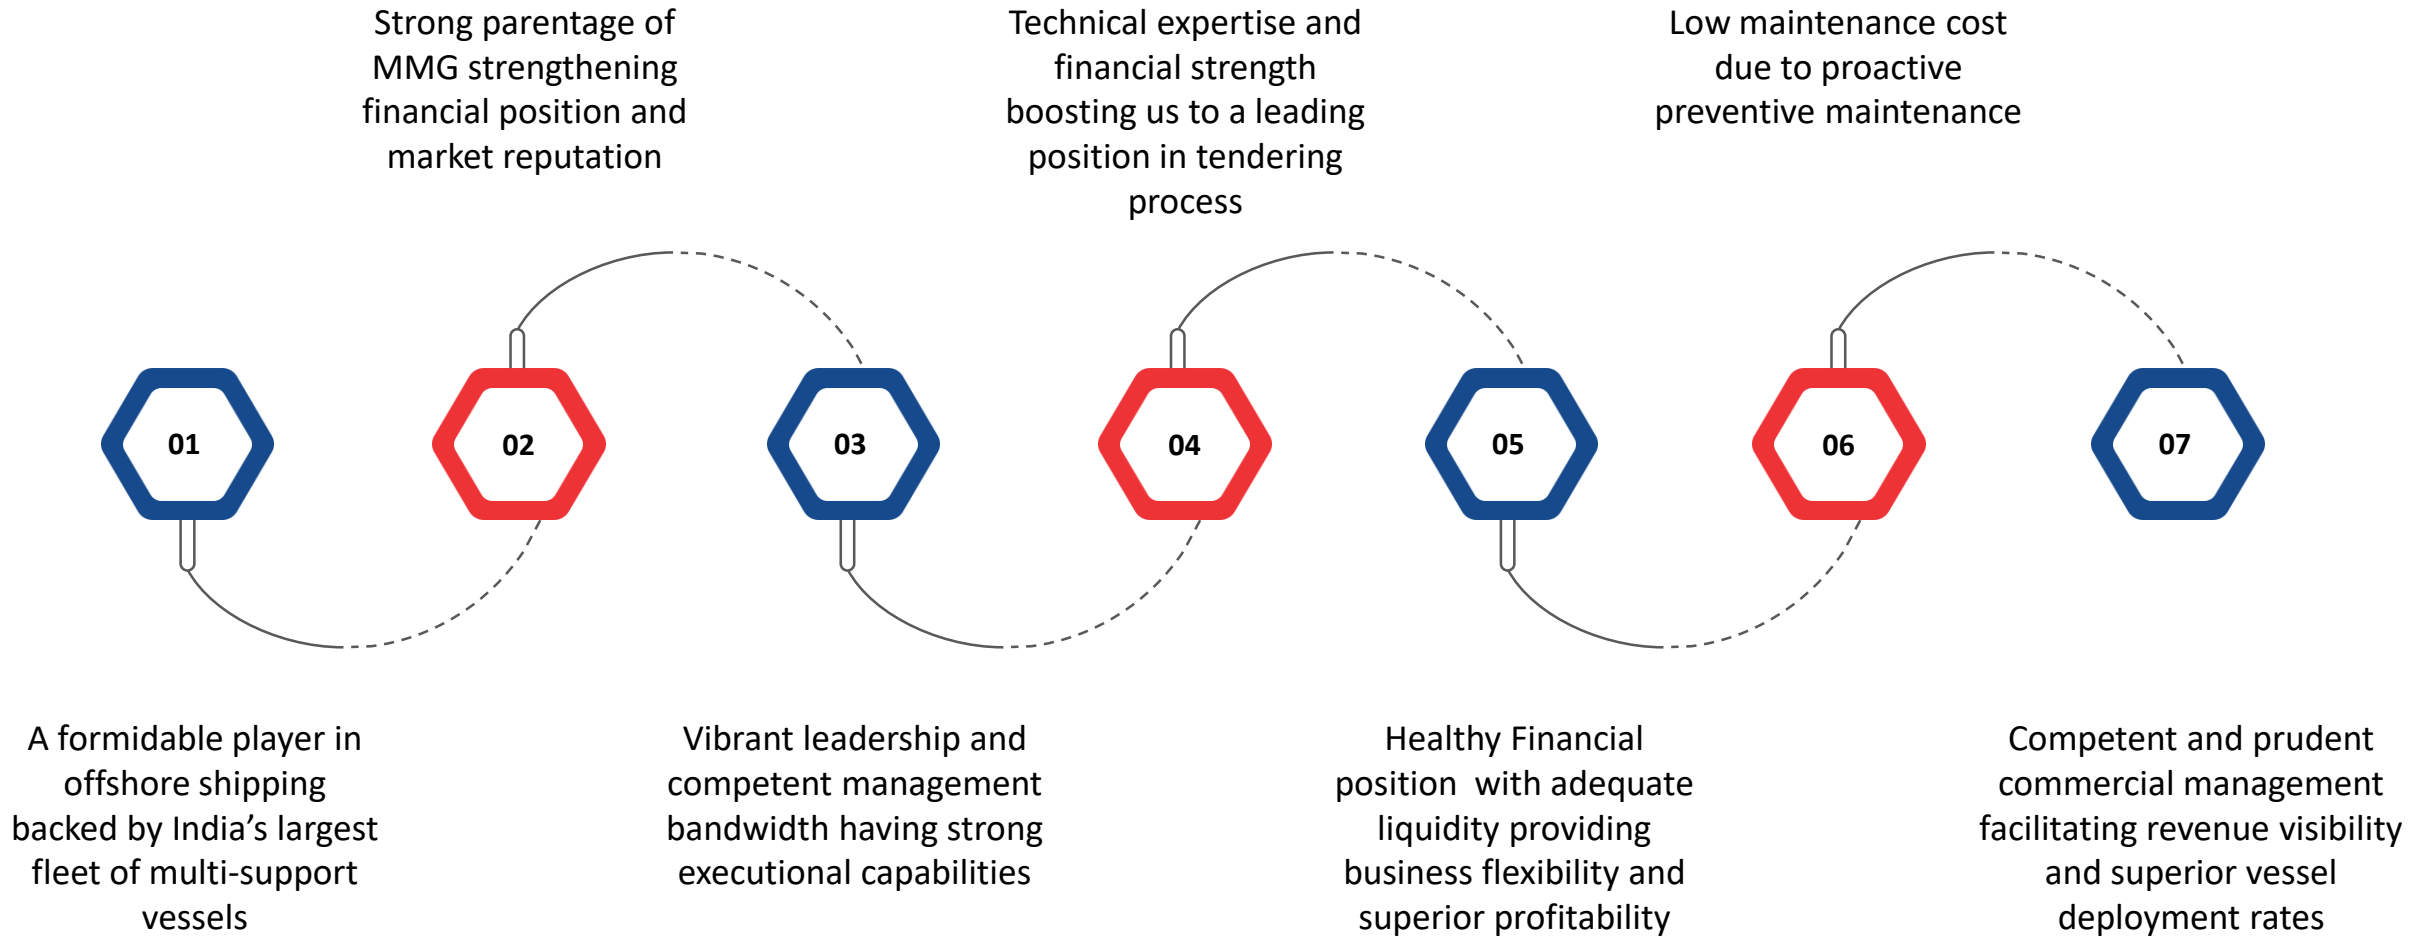 Strong parentage of
MMG strengthening
financial position and
market reputation
Technical expertise and
financial strength
boosting us to a leading
position in tendering
process
Low maintenance cost
due to proactive
preventive maintenance
01
02
03
04
05
06
07
A formidable player in
offshore shipping
backed by India’s largest
fleet of multi-support
vessels
Vibrant leadership and
competent management
bandwidth having strong
executional capabilities
Healthy Financial
position  with adequate
liquidity providing
business flexibility and
superior profitability
Competent and prudent
commercial management
facilitating revenue visibility
and superior vessel
deployment rates